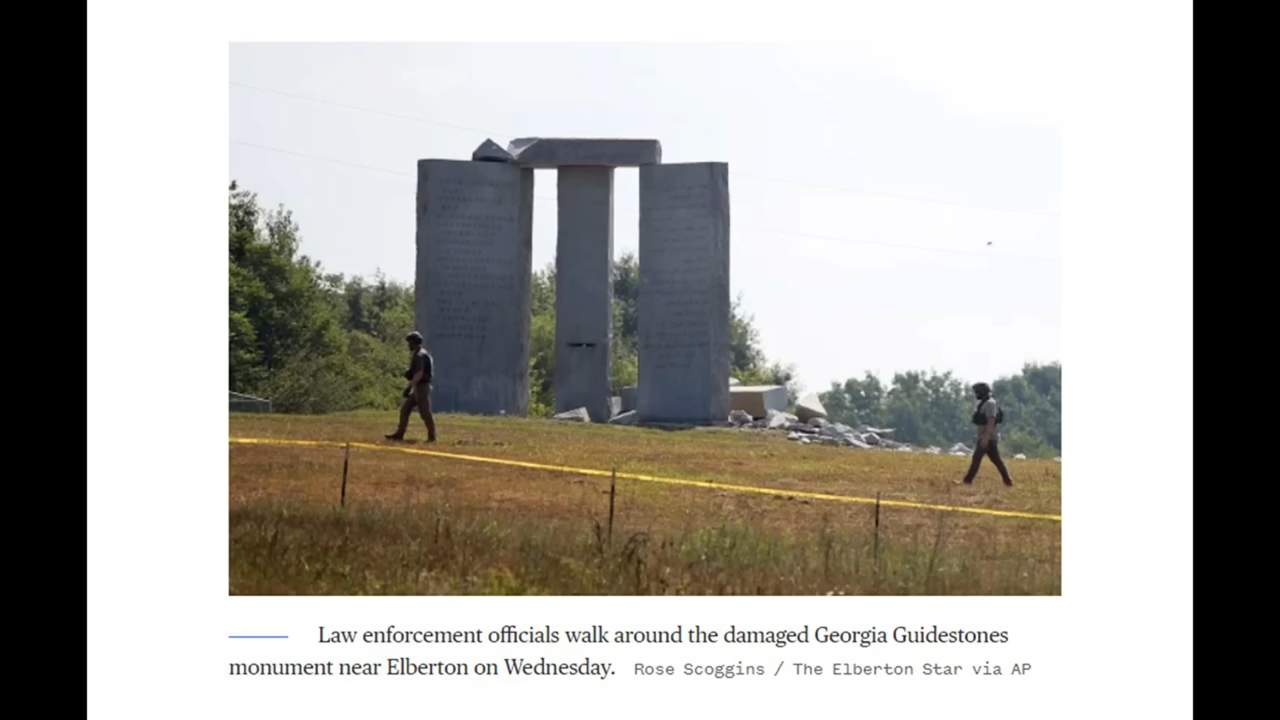 Law enforcement officials walk around the damaged Georgia Guidestones
monument near Elberton on Wednesday. Rose Scoggins / The Elberton Star via AP